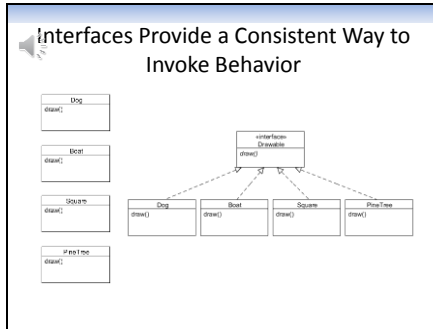 Interfaces Provide a Consistent Way to
Invoke Behavior
Dog
draw()
Boat
draw()
Square
draw()
PineTree
draw()
«interface»
Drawable
draw()
Dog
draw()
Boat
draw()
Square
draw()
PineTree
draw()